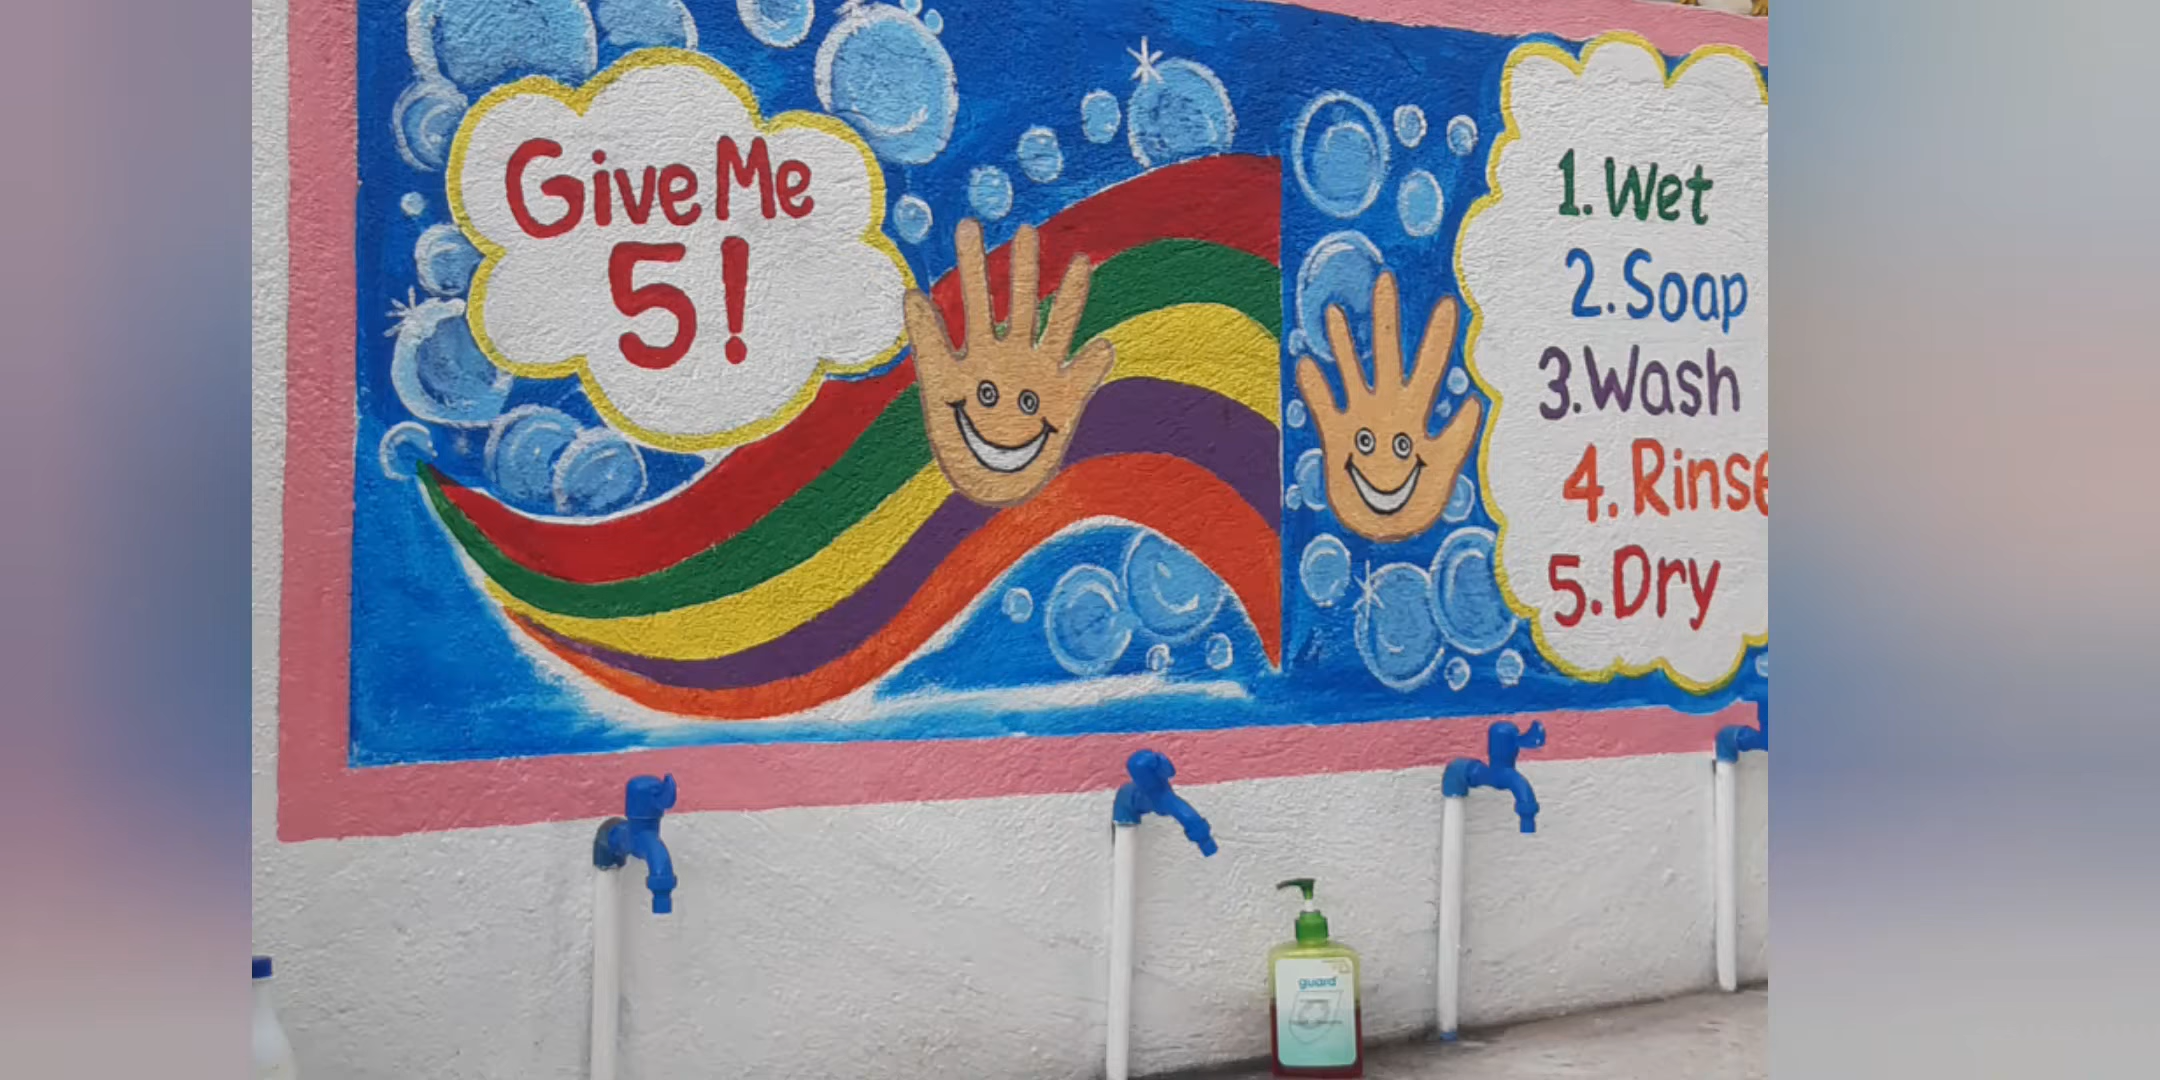 Give Me
5!
1. Wet
2. Soap
3. Wash
4. Rinse
5. Dry
guard